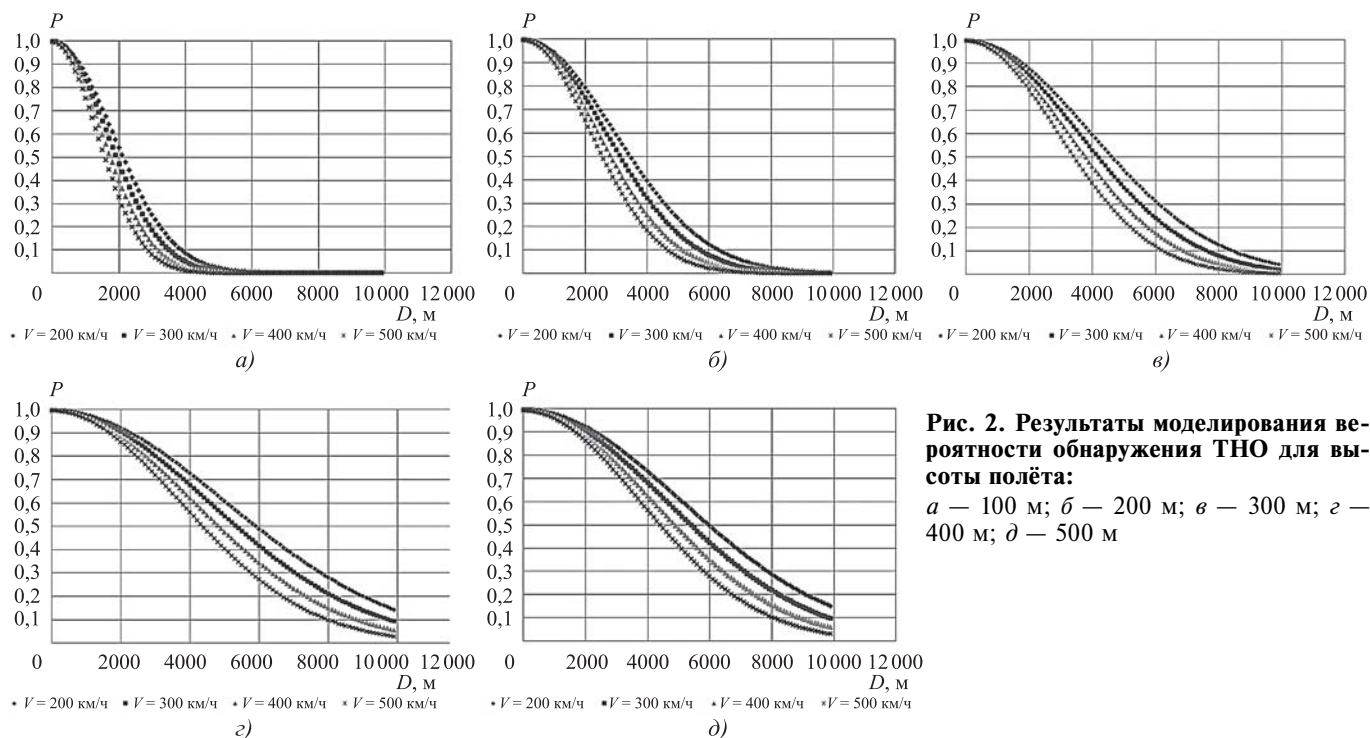 P
1,0
0,9
0,8
0,7
0,6
0,5
0,4
0,3
0,2
0,1
0 2000 4000 6000 8000 10 000 12 000
D, м
V = 200 км/ч V = 300 км/ч V = 400 км/ч V = 500 км/ч
а)
P
1,0
0,9
0,8
0,7
0,6
0,5
0,4
0,3
0,2
0,1
0 2000 4000 6000 8000 10 000 12 000
D, м
V = 200 км/ч V = 300 км/ч V = 400 км/ч V = 500 км/ч
б)
P
1,0
0,9
0,8
0,7
0,6
0,5
0,4
0,3
0,2
0,1
0 2000 4000 6000 8000 10 000 12 000
D, м
V = 200 км/ч V = 300 км/ч V = 400 км/ч V = 500 км/ч
в)
P
1,0
0,9
0,8
0,7
0,6
0,5
0,4
0,3
0,2
0,1
0 2000 4000 6000 8000 10 000 12 000
D, м
V = 200 км/ч V = 300 км/ч V = 400 км/ч V = 500 км/ч
г)
P
1,0
0,9
0,8
0,7
0,6
0,5
0,4
0,3
0,2
0,1
0 2000 4000 6000 8000 10 000 12 000
D, м
V = 200 км/ч V = 300 км/ч V = 400 км/ч V = 500 км/ч
д)
Рис. 2. Результаты моделирования ве-
роятности обнаружения ТНО для вы-
соты полёта:
а — 100 м; б — 200 м; в — 300 м; г —
400 м; д — 500 м